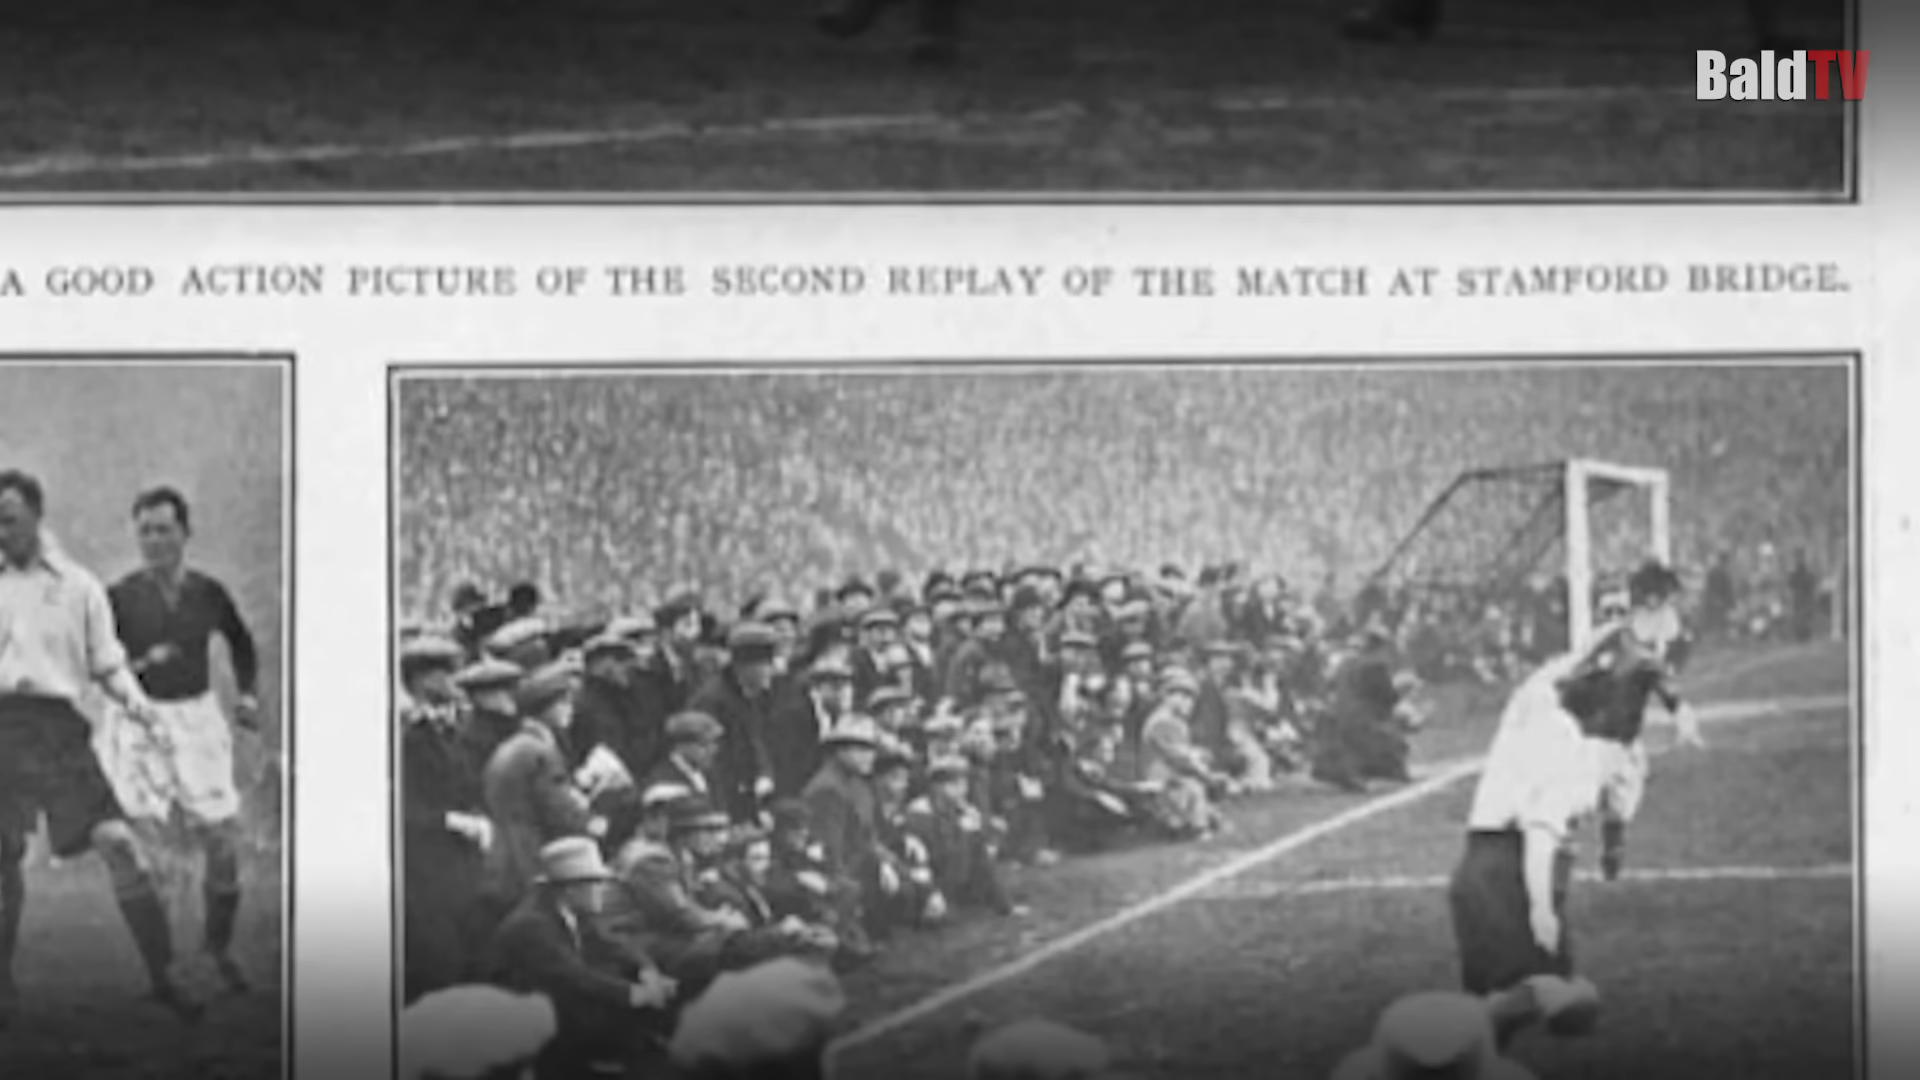 BaldTV
A GOOD ACTION PICTURE OF THE SECOND REPLAY OF THE MATCH AT STAMFORD BRIDGE.